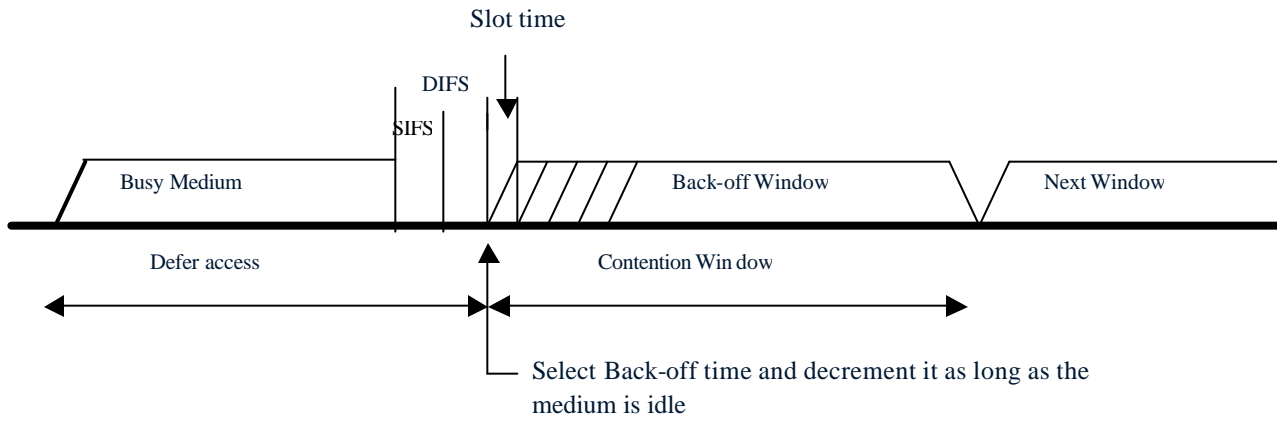 Slot time
DIFS
SIFS
Busy Medium
Back-off Window
Next Window
Defer access
Contention Win dow
Select Back-off time and decrement it as long as the
medium is idle